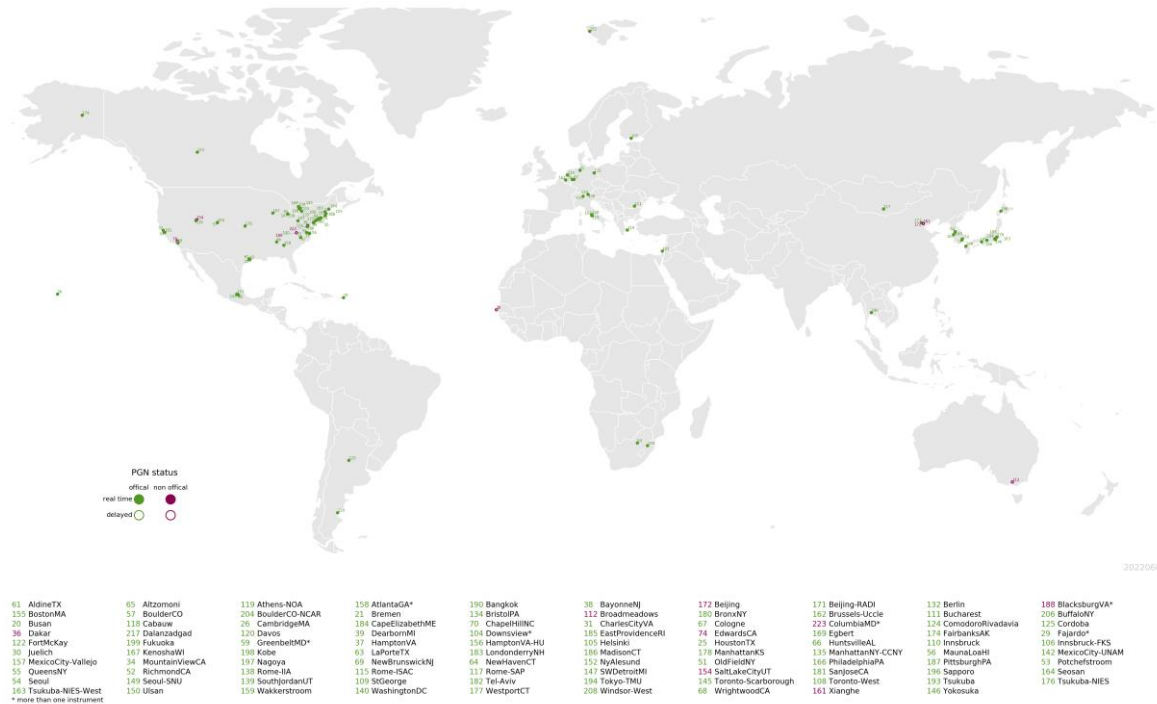 PGN status
offical non offical
real time
delayed
202206
61 AldineTX 65 Altzomoni 119 Athens-NOA 158 AtlantaGA* 190 Bangkok 38 BayonneNJ 172 Beijing 171 Beijing-RADI 132 Berlin 188 BlacksburgVA*
155 BostonMA 57 BoulderCO 204 BoulderCO-NCAR 21 Bremen 134 BristolPA 112 Broadmeadows 180 BronxNY 162 Brussels-Uccle 111 Bucharest 206 BuffaloNY
20 Busan 118 Cabauw 26 CambridgeMA 184 CapeElizabethME 70 ChapelHillNC 31 CharlesCityVA 67 Cologne 223 ColumbiaMD* 124 ComodoroRivadavia 125 Cordoba
36 Dakar 217 Dalanzadgad 120 Davos 39 DearbornMI 104 Downsview* 185 EastProvidenceRI 74 EdwardsCA 169 Egbert 174 FairbanksAK 29 Fajardo*
122 FortMcKay 199 Fukuoka 59 GreenbeltMD* 37 HamptonVA 156 HamptonVA-HU 105 Helsinki 25 HoustonTX 66 HuntsvilleAL 110 Innsbruck 106 Innsbruck-FKS
30 Juelich 167 KenoshaWI 198 Kobe 63 LaPorteTX 183 LondonderryNH 186 MadisonCT 178 ManhattanKS 135 ManhattanNY-CCNY 56 MaunaLoaHI 142 MexicoCity-UNAM
157 MexicoCity-Vallejo 34 MountainViewCA 197 Nagoya 69 NewBrunswickNJ 64 NewHavenCT 152 NyAlesund 51 OldFieldNY 166 PhiladelphiaPA 187 PittsburghPA 53 Potchefstroom
55 QueensNY 52 RichmondCA 138 Rome-IIA 115 Rome-ISAC 117 Rome-SAP 147 SWDetroitMI 154 SaltLakeCityUT 181 SanJoseCA 196 Sapporo 164 Seosan
54 Seoul 149 Seoul-SNU 139 SouthJordanUT 109 StGeorge 182 Tel-Aviv 194 Tokyo-TMU 145 Toronto-Scarborough 108 Toronto-West 193 Tsukuba 176 Tsukuba-NIES
163 Tsukuba-NIES-West 150 Ulsan 159 Wakkerstroom 140 WashingtonDC 177 WestportCT 208 Windsor-West 68 WrightwoodCA 161 Xianghe 146 Yokosuka
* more than one instrument